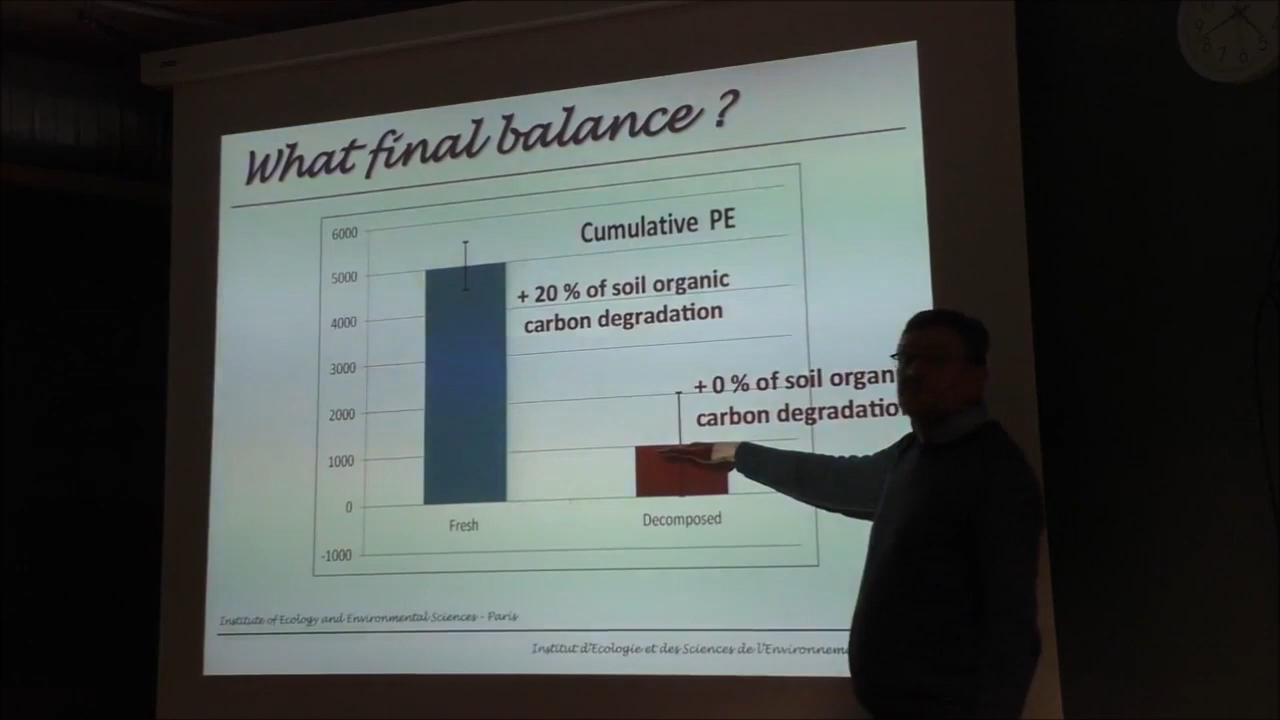 What final balance ?
6000
5000
4000
3000
2000
1000
0
-1000
Cumulative PE
+ 20 % of soil organic
carbon degradation
+ 0 % of soil organ
carbon degradatio
Fresh
Decomposed
Institute of Ecology and Environmental Sciences - Paris
Institut d'Ecologie et des Sciences de l'Environneme